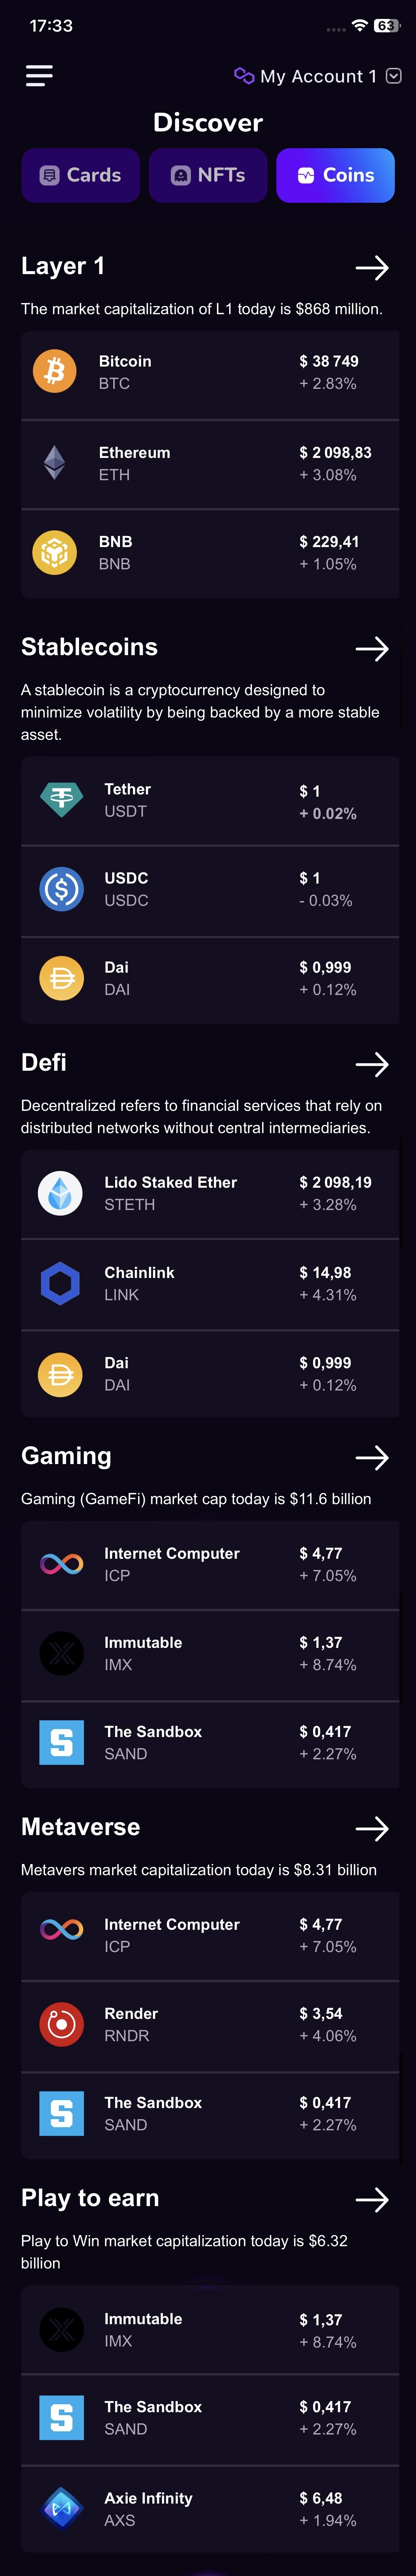 17:33
63
My Account 1
Discover
Cards NFTs Coins
Layer 1
The market capitalization of L1 today is $868 million.
Bitcoin $ 38 749
BTC + 2.83%
Ethereum $ 2 098,83
ETH + 3.08%
BNB $ 229,41
BNB + 1.05%
Stablecoins
A stablecoin is a cryptocurrency designed to
minimize volatility by being backed by a more stable
asset.
Tether $ 1
USDT + 0.02%
USDC $ 1
USDC - 0.03%
Dai $ 0,999
DAI + 0.12%
Defi
Decentralized refers to financial services that rely on
distributed networks without central intermediaries.
Lido Staked Ether $ 2 098,19
STETH + 3.28%
Chainlink $ 14,98
LINK + 4.31%
Dai $ 0,999
DAI + 0.12%
Gaming
Gaming (GameFi) market cap today is $11.6 billion
Internet Computer $ 4,77
ICP + 7.05%
Immutable $ 1,37
IMX + 8.74%
The Sandbox $ 0,417
SAND + 2.27%
Metaverse
Metavers market capitalization today is $8.31 billion
Internet Computer $ 4,77
ICP + 7.05%
Render $ 3,54
RNDR + 4.06%
The Sandbox $ 0,417
SAND + 2.27%
Play to earn
Play to Win market capitalization today is $6.32
billion
Immutable $ 1,37
IMX + 8.74%
The Sandbox $ 0,417
SAND + 2.27%
Axie Infinity $ 6,48
AXS + 1.94%